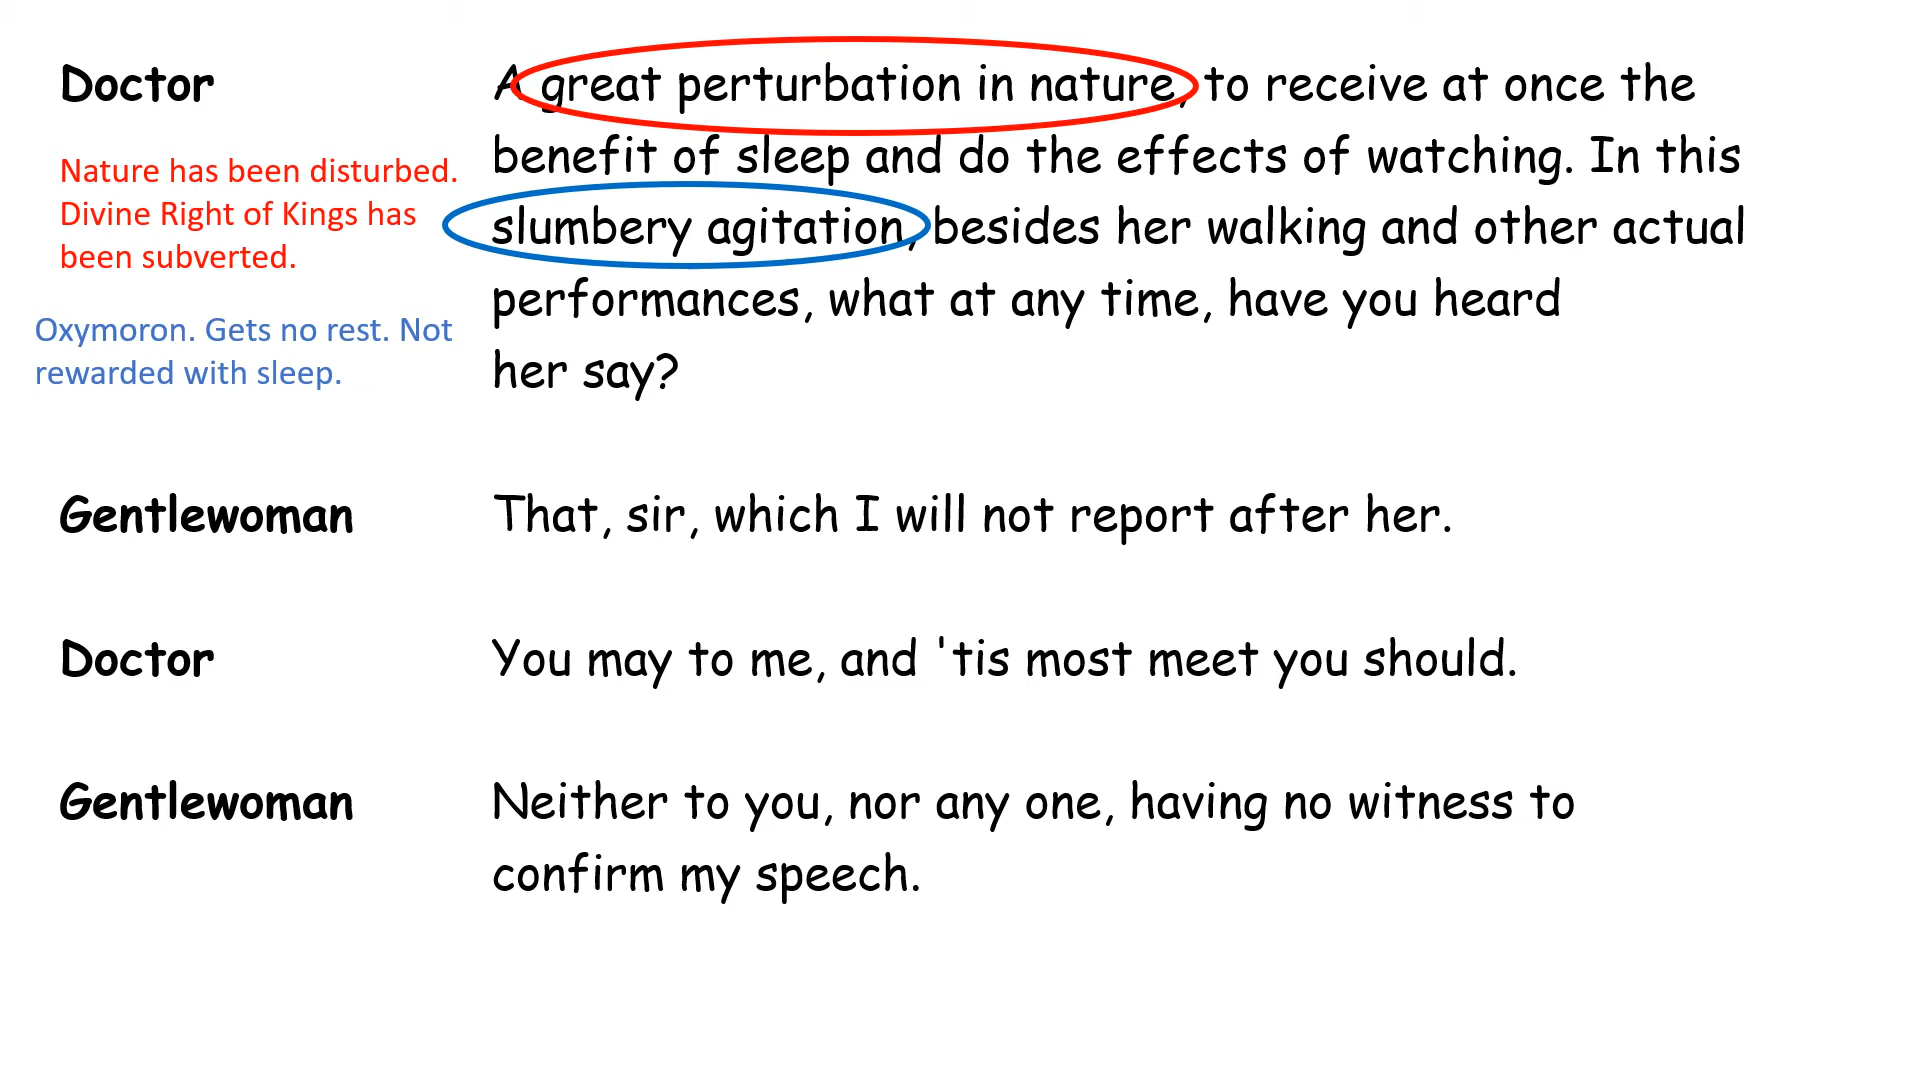 Doctor
A great perturbation in nature, to receive at once the
benefit of sleep and do the effects of watching. In this
slumbery agitation, besides her walking and other actual
performances, what at any time, have you heard
her say?
Nature has been disturbed.
Divine Right of Kings has
been subverted.
Oxymoron. Gets no rest. Not
rewarded with sleep.
Gentlewoman
That, sir, which I will not report after her.
Doctor
You may to me, and 'tis most meet you should.
Gentlewoman
Neither to you, nor any one, having no witness to
confirm my speech.